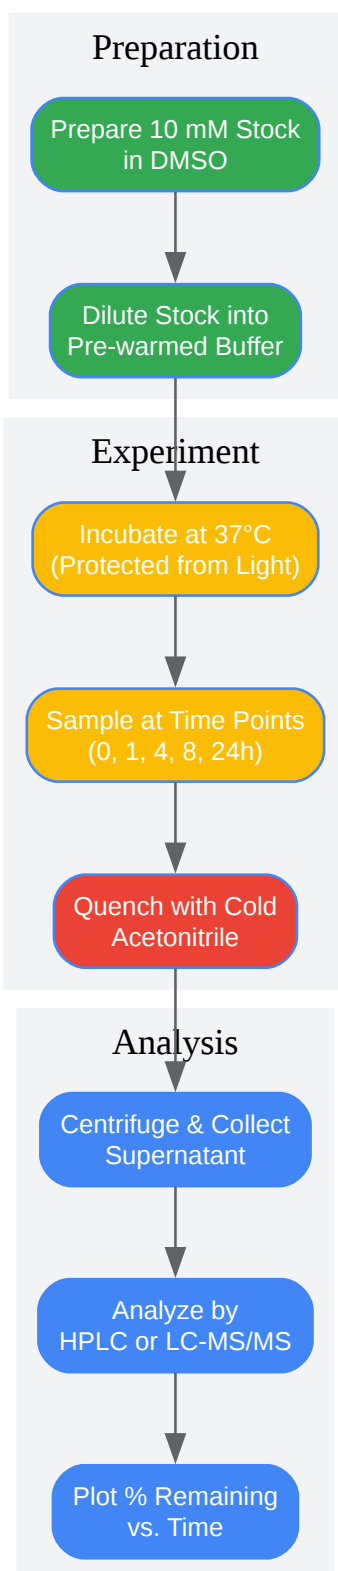 Preparation
Prepare 10 mM Stock
in DMSO
Dilute Stock into
Pre-warmed Buffer
Experiment
Incubate at 37°C
(Protected from Light)
Sample at Time Points
(0, 1, 4, 8, 24h)
Quench with Cold
Acetonitrile
Analysis
Centrifuge & Collect
Supernatant
Analyze by
HPLC or LC-MS/MS
Plot % Remaining
vs. Time